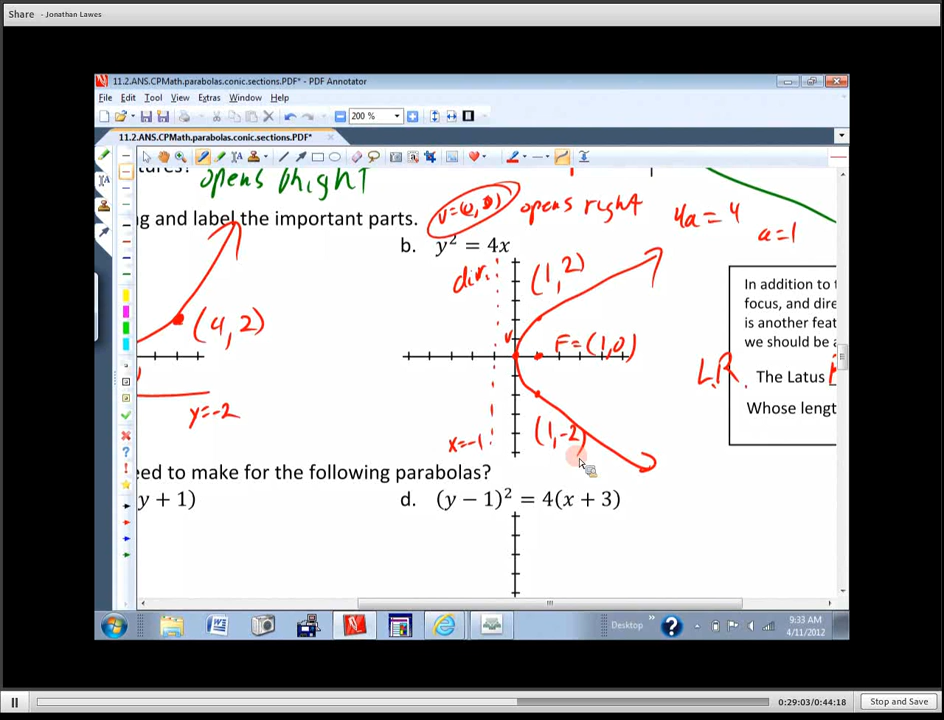 Share - Jonathan Lawes
11.2.ANS.CPMath.parabolas.conic.sections.PDF* - PDF Annotator
File Edit Tool View Extras Window Help
200 %
11.2.ANS.CPMath.parabolas.conic.sections.PDF*
opens
g and label the important parts.
opens right
4a = 4
a=1
b. y² = 4x
dir.
(1,2)
(4,2)
V
F=(1,0)
In addition to
focus, and dire
is another feat
we should be a
L.R. The Latus
Whose lengt
y=-2
x=-1
(1,-2)
eed to make for the following parabolas?
y + 1)
d. (y − 1)² = 4(x + 3)
Desktop
9:33 AM
4/11/2012
0:29:03/0:44:18
Stop and Save